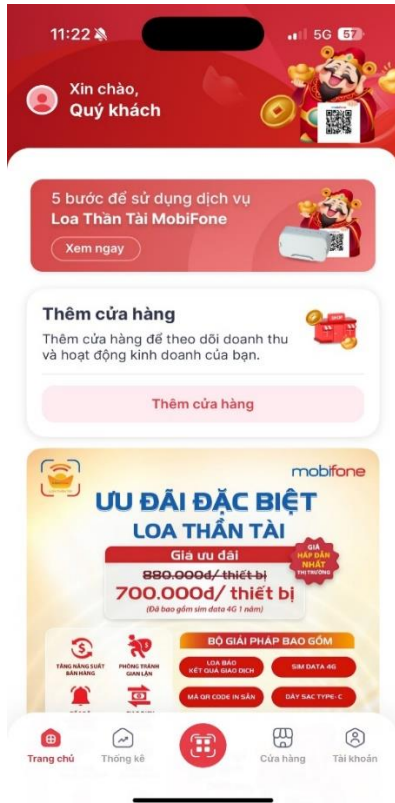 11:22
5G 57
Xin chào,
Quý khách
mobifone
5 bước để sử dụng dịch vụ
Loa Thần Tài MobiFone
Xem ngay
Thêm cửa hàng
Thêm cửa hàng để theo dõi doanh thu
và hoạt động kinh doanh của bạn.
SHOP
Thêm cửa hàng
mobifone
ƯU ĐÃI ĐẶC BIỆT
LOA THẦN TÀI
Giá ưu đãi
880.000đ/ thiết bị
700.000đ/ thiết bị
(Đã bao gồm sim data 4G 1 năm)
GIÁ
HẤP DẪN
NHẤT
THỊ TRƯỜNG
TĂNG NĂNG SUẤT
BÁN HÀNG
PHÒNG TRÁNH
GIAN LẬN
BỘ GIẢI PHÁP BAO GỒM
LOA BÁO
KẾT QUẢ GIAO DỊCH
SIM DATA 4G
MÃ QR CODE IN SẴN
DÂY SẠC TYPE-C
Trang chủ
Thống kê
Cửa hàng
Tài khoản